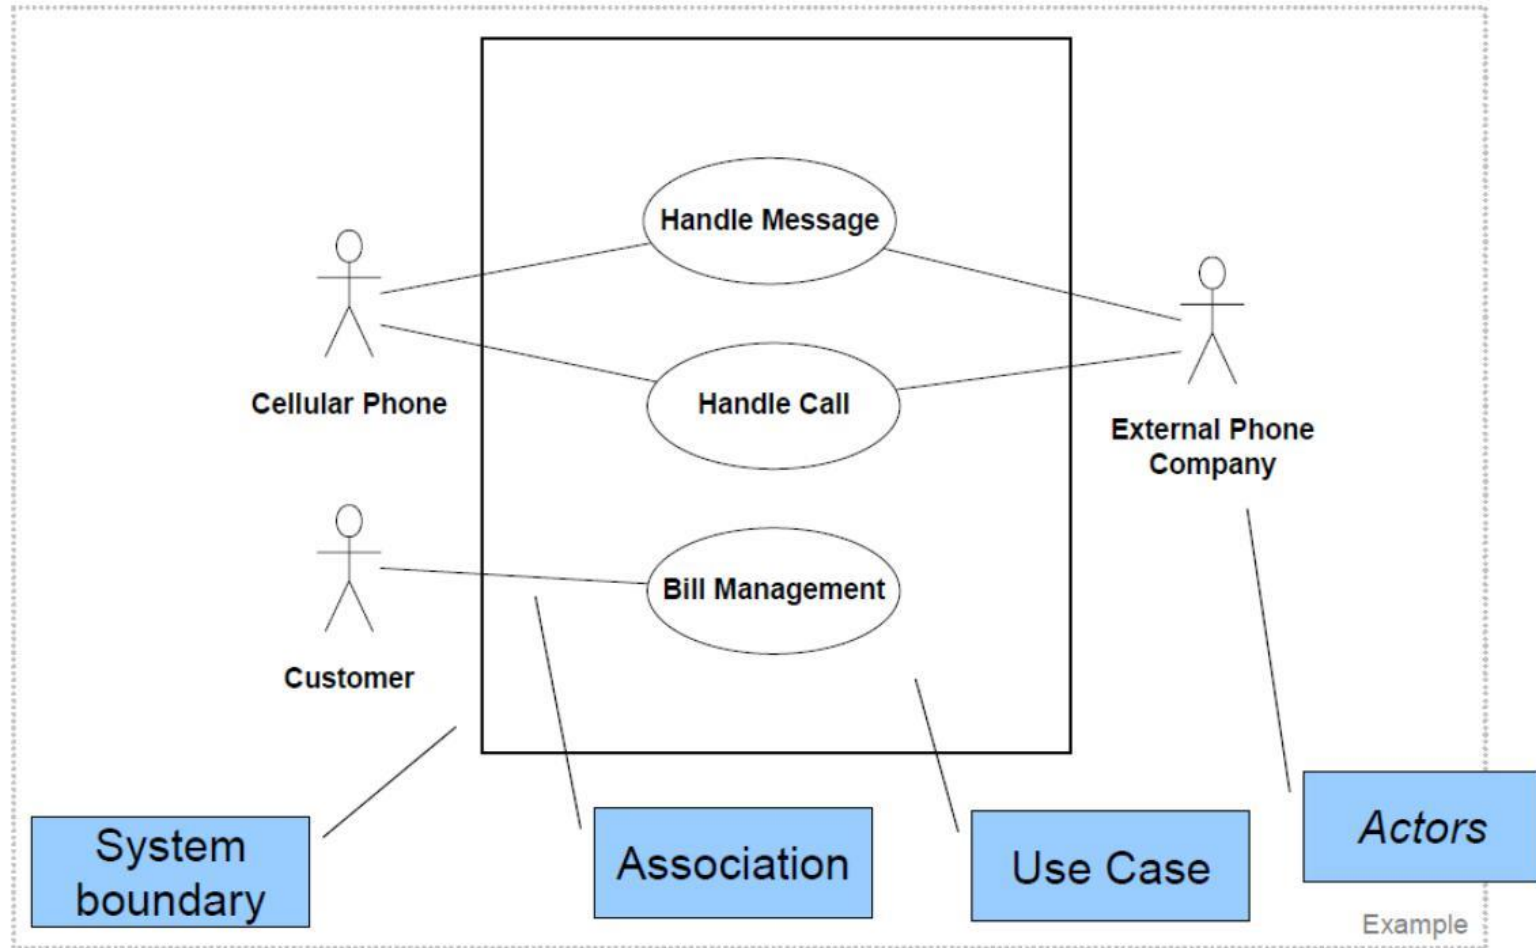 Handle Message
Cellular Phone
Handle Call
External Phone
Company
Bill Management
Customer
System
boundary
Association
Use Case
Actors
Example